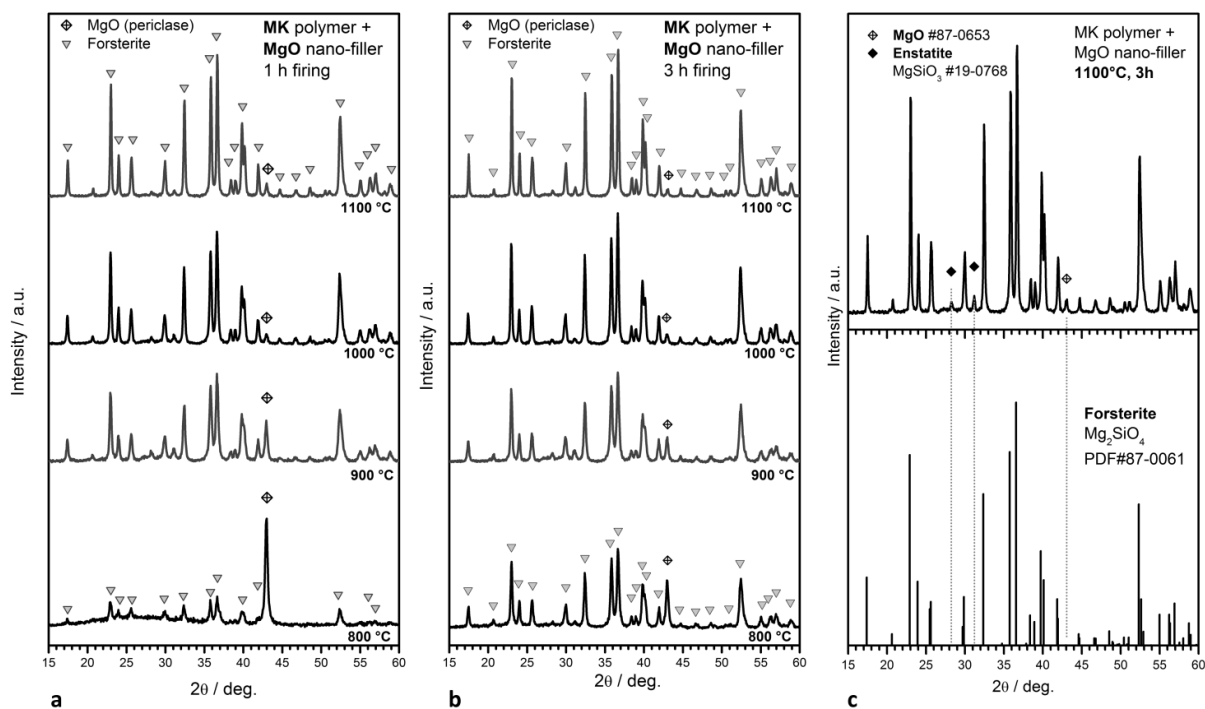 MgO (periclase)
Forsterite
MK polymer +
MgO nano-filler
1 h firing
1100 °C
1000 °C
900 °C
800 °C
Intensity / a.u.
15 20 25 30 35 40 45 50 55 60
2θ / deg.
a
MgO (periclase)
Forsterite
MK polymer +
MgO nano-filler
3 h firing
1100 °C
1000 °C
900 °C
800 °C
Intensity / a.u.
15 20 25 30 35 40 45 50 55 60
2θ / deg.
b
MgO #87-0653
Enstatite
MgSiO₃ #19-0768
MK polymer +
MgO nano-filler
1100°C, 3h
Forsterite
Mg₂SiO₄
PDF#87-0061
Intensity / a.u.
15 20 25 30 35 40 45 50 55 60
2θ / deg.
c